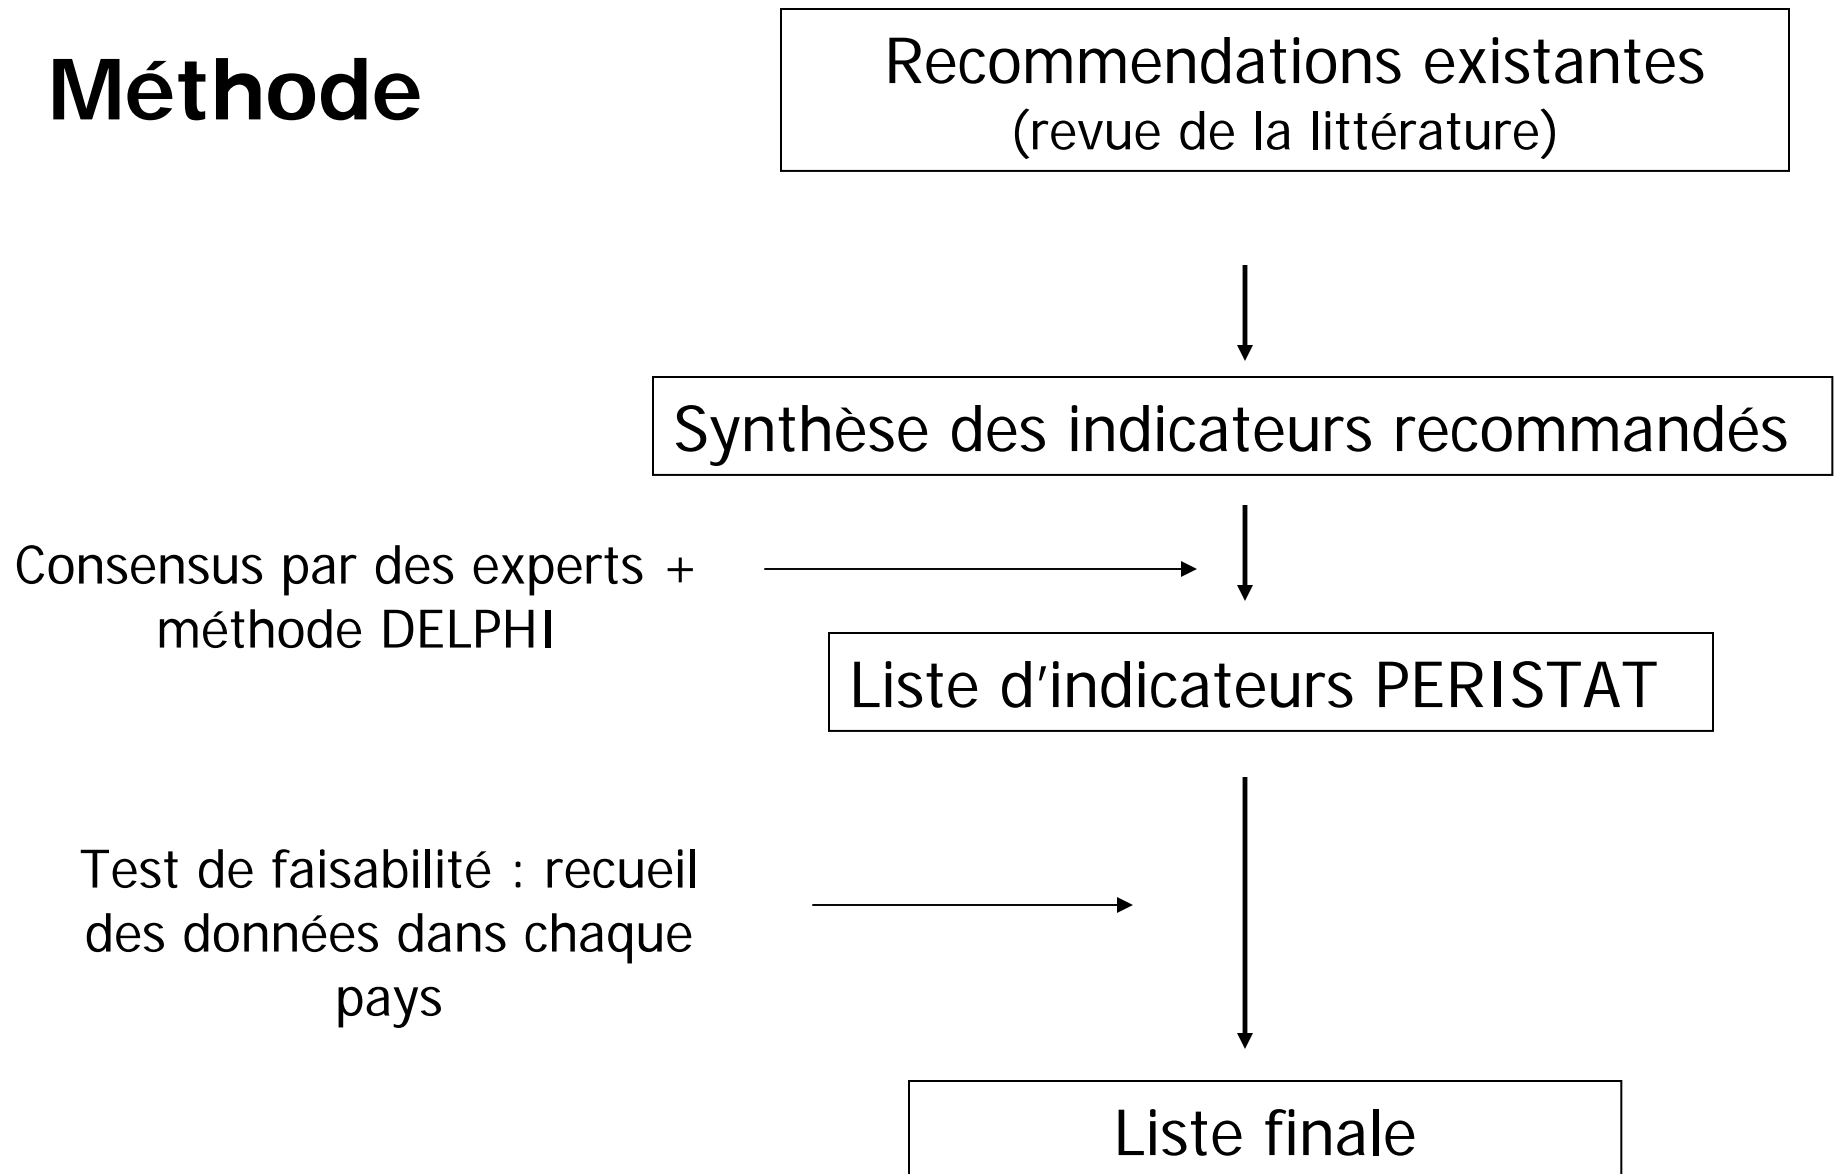 Méthode
Recommendations existantes
(revue de la littérature)
Synthèse des indicateurs recommandés
Consensus par des experts +
méthode DELPHI
Liste d'indicateurs PERISTAT
Test de faisabilité : recueil
des données dans chaque
pays
Liste finale